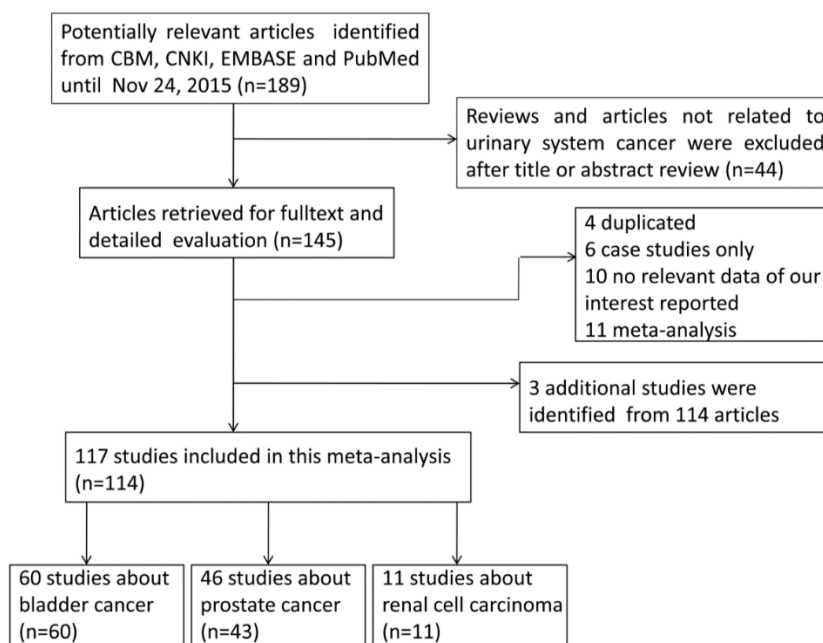 Potentially relevant articles identified
from CBM, CNKI, EMBASE and PubMed
until Nov 24, 2015 (n=189)
Reviews and articles not related to
urinary system cancer were excluded
after title or abstract review (n=44)
Articles retrieved for fulltext and
detailed evaluation (n=145)
4 duplicated
6 case studies only
10 no relevant data of our
interest reported
11 meta-analysis
3 additional studies were
identified from 114 articles
117 studies included in this meta-analysis
(n=114)
60 studies about
bladder cancer
(n=60)
46 studies about
prostate cancer
(n=43)
11 studies about
renal cell carcinoma
(n=11)